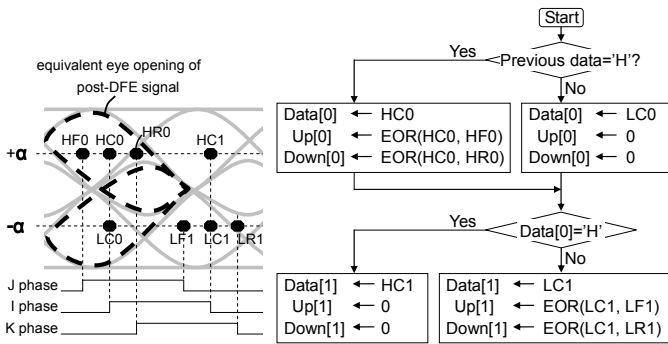 equivalent eye opening of
post-DFE signal
HF0 HC0 HR0 HC1
+α
-α
LC0 LF1 LC1 LR1
J phase
I phase
K phase
Start
Previous data='H'?
Yes
No
Data[0] ← HC0
Up[0] ← EOR(HC0, HF0)
Down[0] ← EOR(HC0, HR0)
Data[0] ← LC0
Up[0] ← 0
Down[0] ← 0
Data[0]='H'
Yes
No
Data[1] ← HC1
Up[1] ← 0
Down[1] ← 0
Data[1] ← LC1
Up[1] ← EOR(LC1, LF1)
Down[1] ← EOR(LC1, LR1)